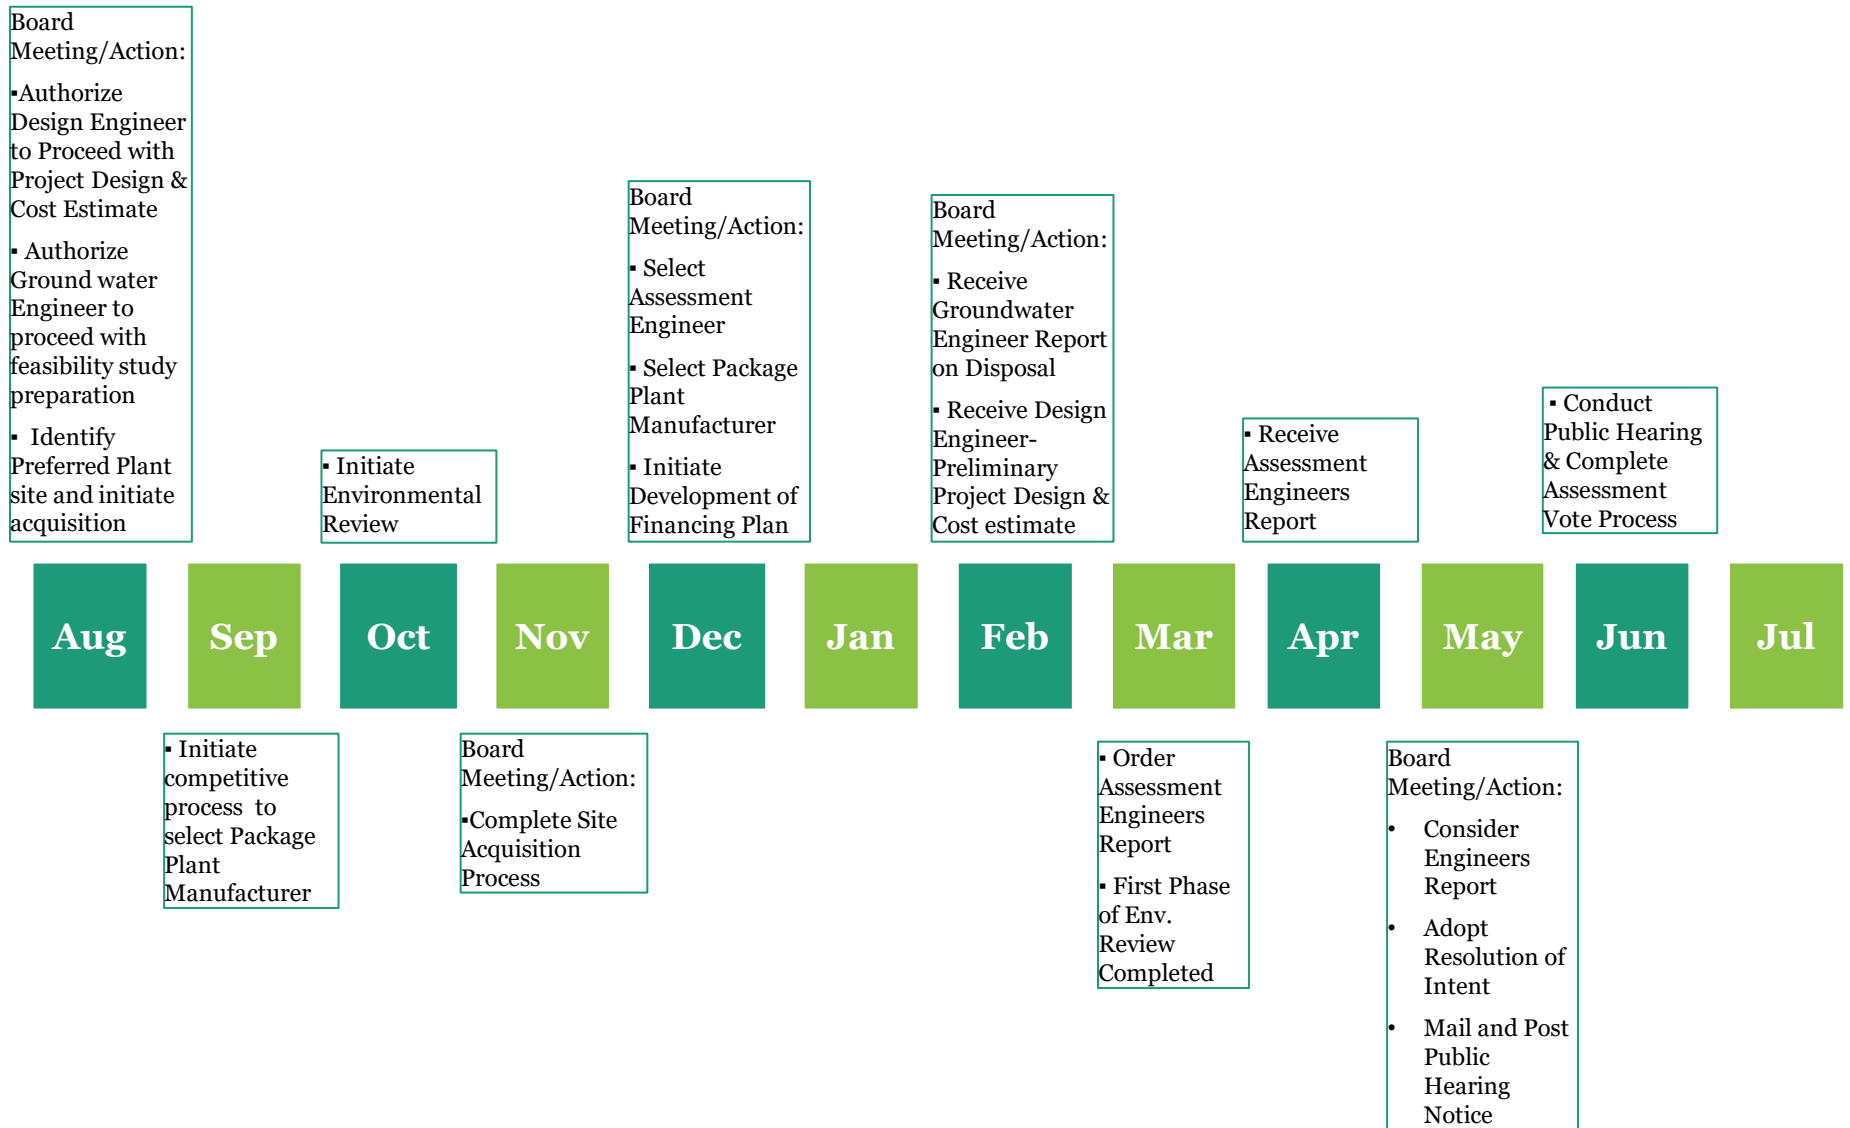 Board
Meeting/Action:
▪Authorize
Design Engineer
to Proceed with
Project Design &
Cost Estimate
▪ Authorize
Ground water
Engineer to
proceed with
feasibility study
preparation
▪ Identify
Preferred Plant
site and initiate
acquisition
▪ Initiate
Environmental
Review
Board
Meeting/Action:
▪ Select
Assessment
Engineer
▪ Select Package
Plant
Manufacturer
▪ Initiate
Development of
Financing Plan
Board
Meeting/Action:
▪ Receive
Groundwater
Engineer Report
on Disposal
▪ Receive Design
Engineer-
Preliminary
Project Design &
Cost estimate
▪ Receive
Assessment
Engineers
Report
▪ Conduct
Public Hearing
& Complete
Assessment
Vote Process
Aug
Sep
Oct
Nov
Dec
Jan
Feb
Mar
Apr
May
Jun
Jul
▪ Initiate
competitive
process to
select Package
Plant
Manufacturer
Board
Meeting/Action:
▪Complete Site
Acquisition
Process
▪ Order
Assessment
Engineers
Report
▪ First Phase
of Env.
Review
Completed
Board
Meeting/Action:
• Consider
Engineers
Report
• Adopt
Resolution of
Intent
• Mail and Post
Public
Hearing
Notice